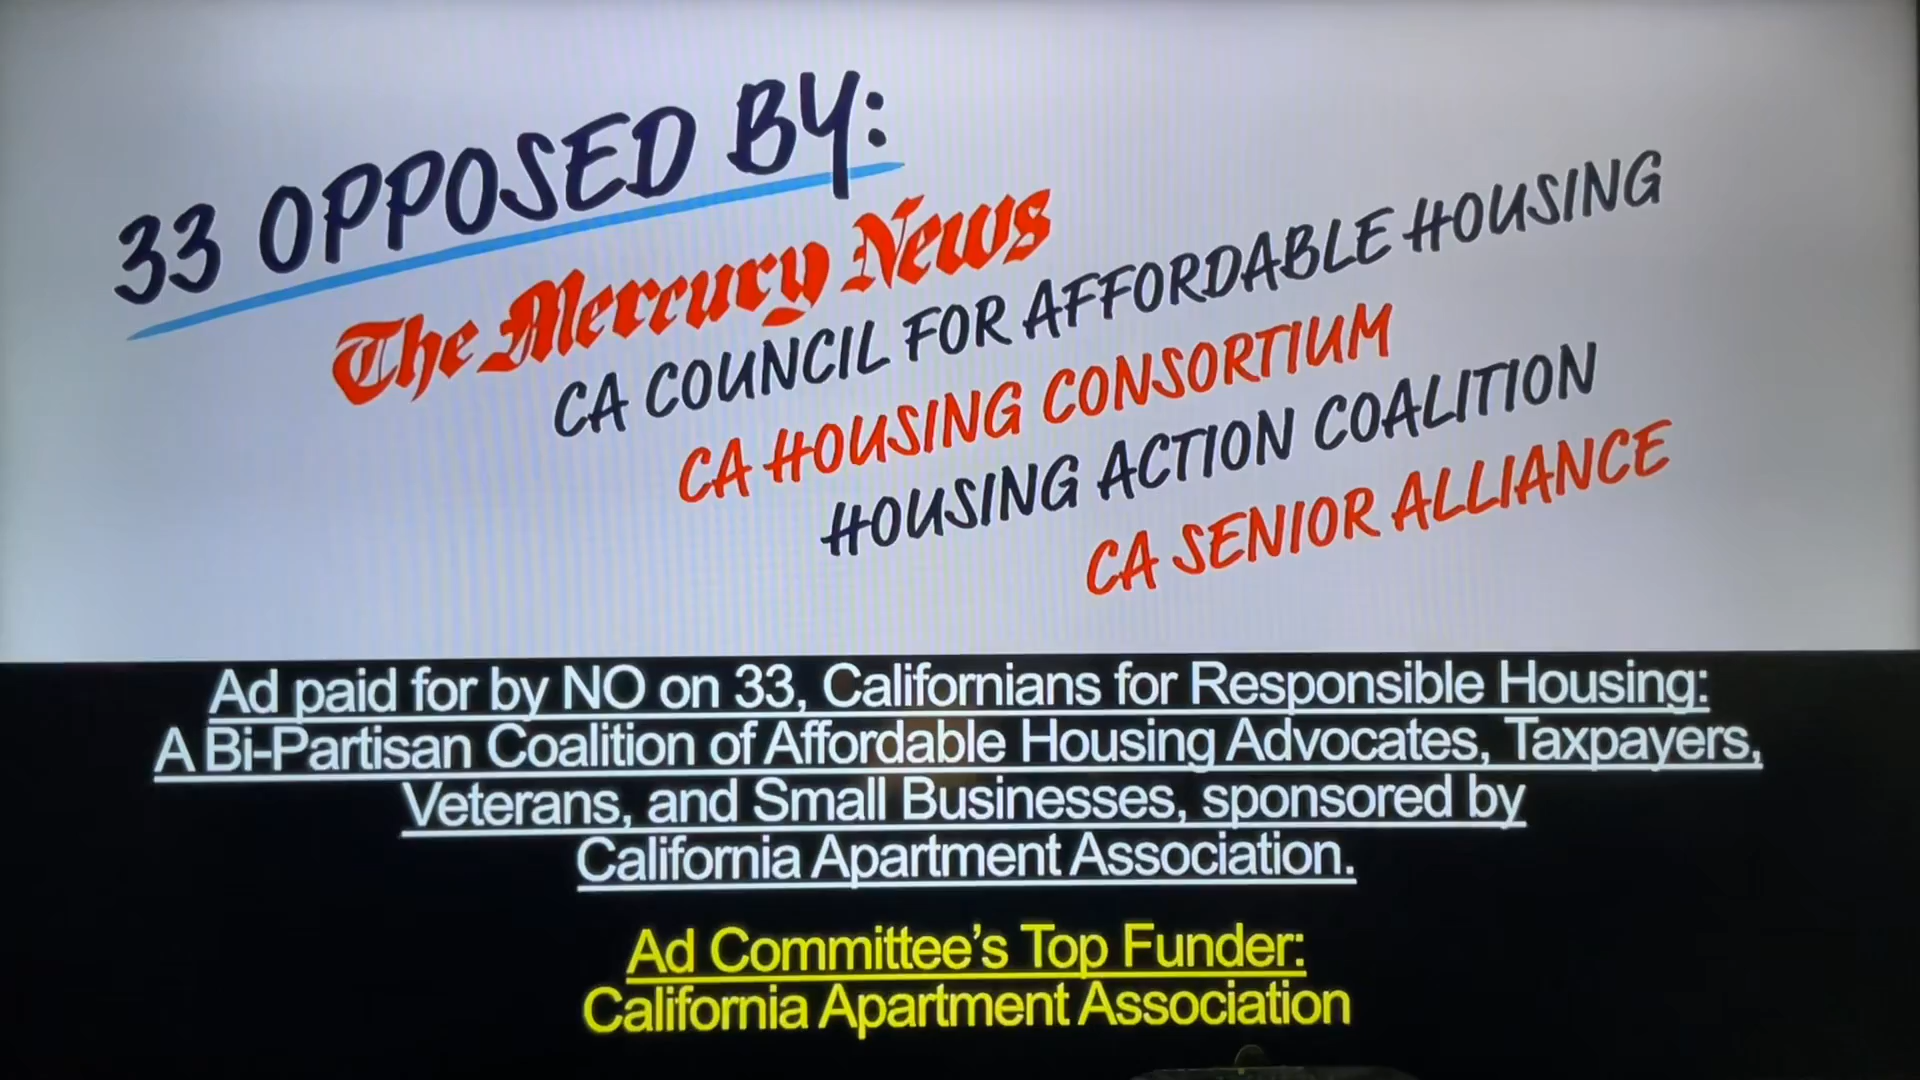 33 OPPOSED BY:
The Mercury News
CA COUNCIL FOR AFFORDABLE HOUSING
CA HOUSING CONSORTIUM
HOUSING ACTION COALITION
CA SENIOR ALLIANCE
Ad paid for by NO on 33, Californians for Responsible Housing:
A Bi-Partisan Coalition of Affordable Housing Advocates, Taxpayers,
Veterans, and Small Businesses, sponsored by
California Apartment Association.
Ad Committee's Top Funder:
California Apartment Association